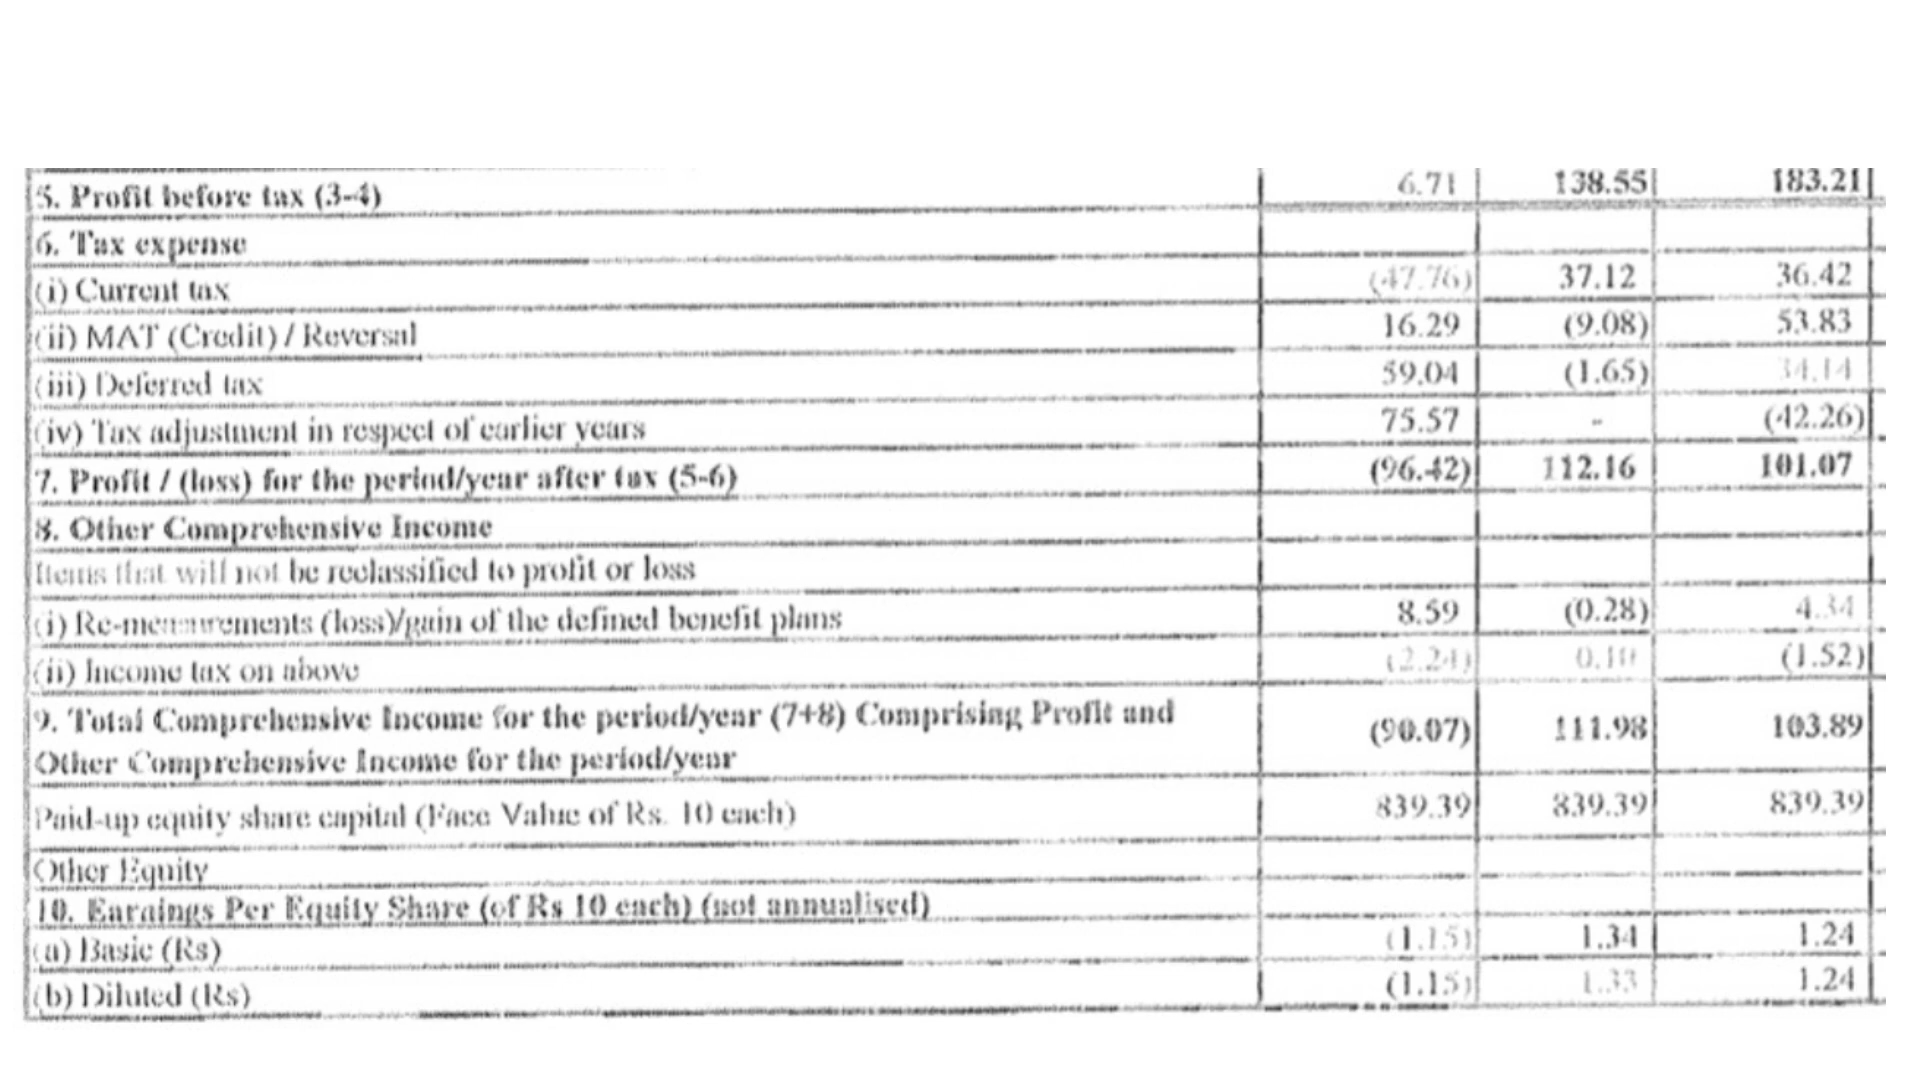 5. Profit before tax (3-4) 6.71 138.55 183.21
6. Tax expense
(i) Current tax (47.76) 37.12 36.42
(ii) MAT (Credit) / Reversal 16.29 (9.08) 53.83
(iii) Deferred tax 59.04 (1.65) 34.14
(iv) Tax adjustment in respect of earlier years 75.57 - (42.26)
7. Profit / (loss) for the period/year after tax (5-6) (96.42) 112.16 101.07
8. Other Comprehensive Income
Items that will not be reclassified to profit or loss
(i) Re-measurements (loss)/gain of the defined benefit plans 8.59 (0.28) 4.34
(ii) Income tax on above (2.24) 0.10 (1.52)
9. Total Comprehensive Income for the period/year (7+8) Comprising Profit and
Other Comprehensive Income for the period/year (90.07) 111.98 103.89
Paid-up equity share capital (Face Value of Rs. 10 each) 839.39 839.39 839.39
Other Equity
10. Earnings Per Equity Share (of Rs 10 each) (not annualised)
(a) Basic (Rs) (1.15) 1.34 1.24
(b) Diluted (Rs) (1.15) 1.33 1.24